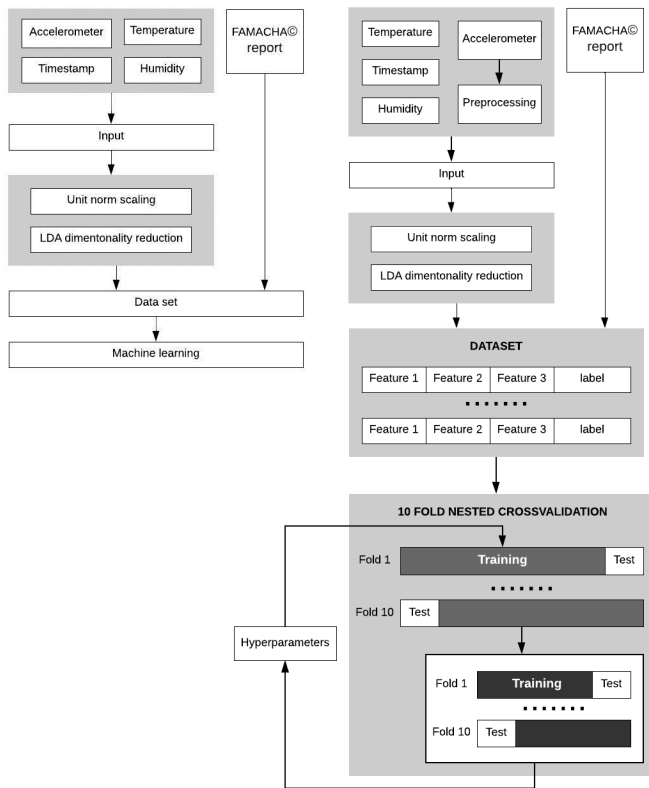 Accelerometer
Temperature
Timestamp
Humidity
FAMACHA©
report
Input
Unit norm scaling
LDA dimentonality reduction
Data set
Machine learning
Temperature
Accelerometer
Timestamp
Preprocessing
Humidity
FAMACHA©
report
Input
Unit norm scaling
LDA dimentonality reduction
DATASET
Feature 1 Feature 2 Feature 3 label
.......
Feature 1 Feature 2 Feature 3 label
10 FOLD NESTED CROSSVALIDATION
Fold 1 Training Test
.......
Fold 10 Test
Hyperparameters
Fold 1 Training Test
.......
Fold 10 Test